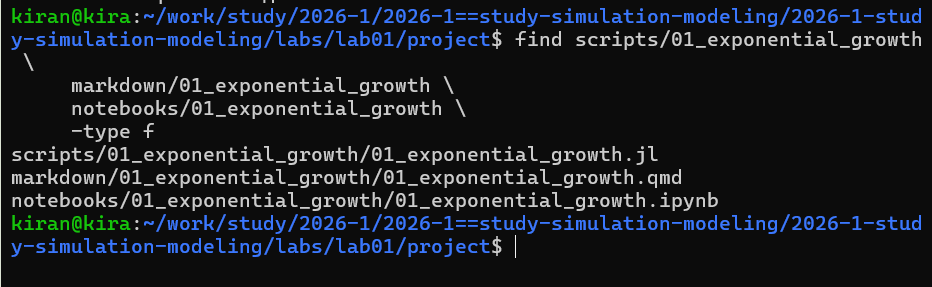 kiran@kira:~/work/study/2026-1/2026-1==study-simulation-modeling/2026-1-stud
y-simulation-modeling/labs/lab01/project$ find scripts/01_exponential_growth
 \
     markdown/01_exponential_growth \
     notebooks/01_exponential_growth \
     -type f
scripts/01_exponential_growth/01_exponential_growth.jl
markdown/01_exponential_growth/01_exponential_growth.qmd
notebooks/01_exponential_growth/01_exponential_growth.ipynb
kiran@kira:~/work/study/2026-1/2026-1==study-simulation-modeling/2026-1-stud
y-simulation-modeling/labs/lab01/project$